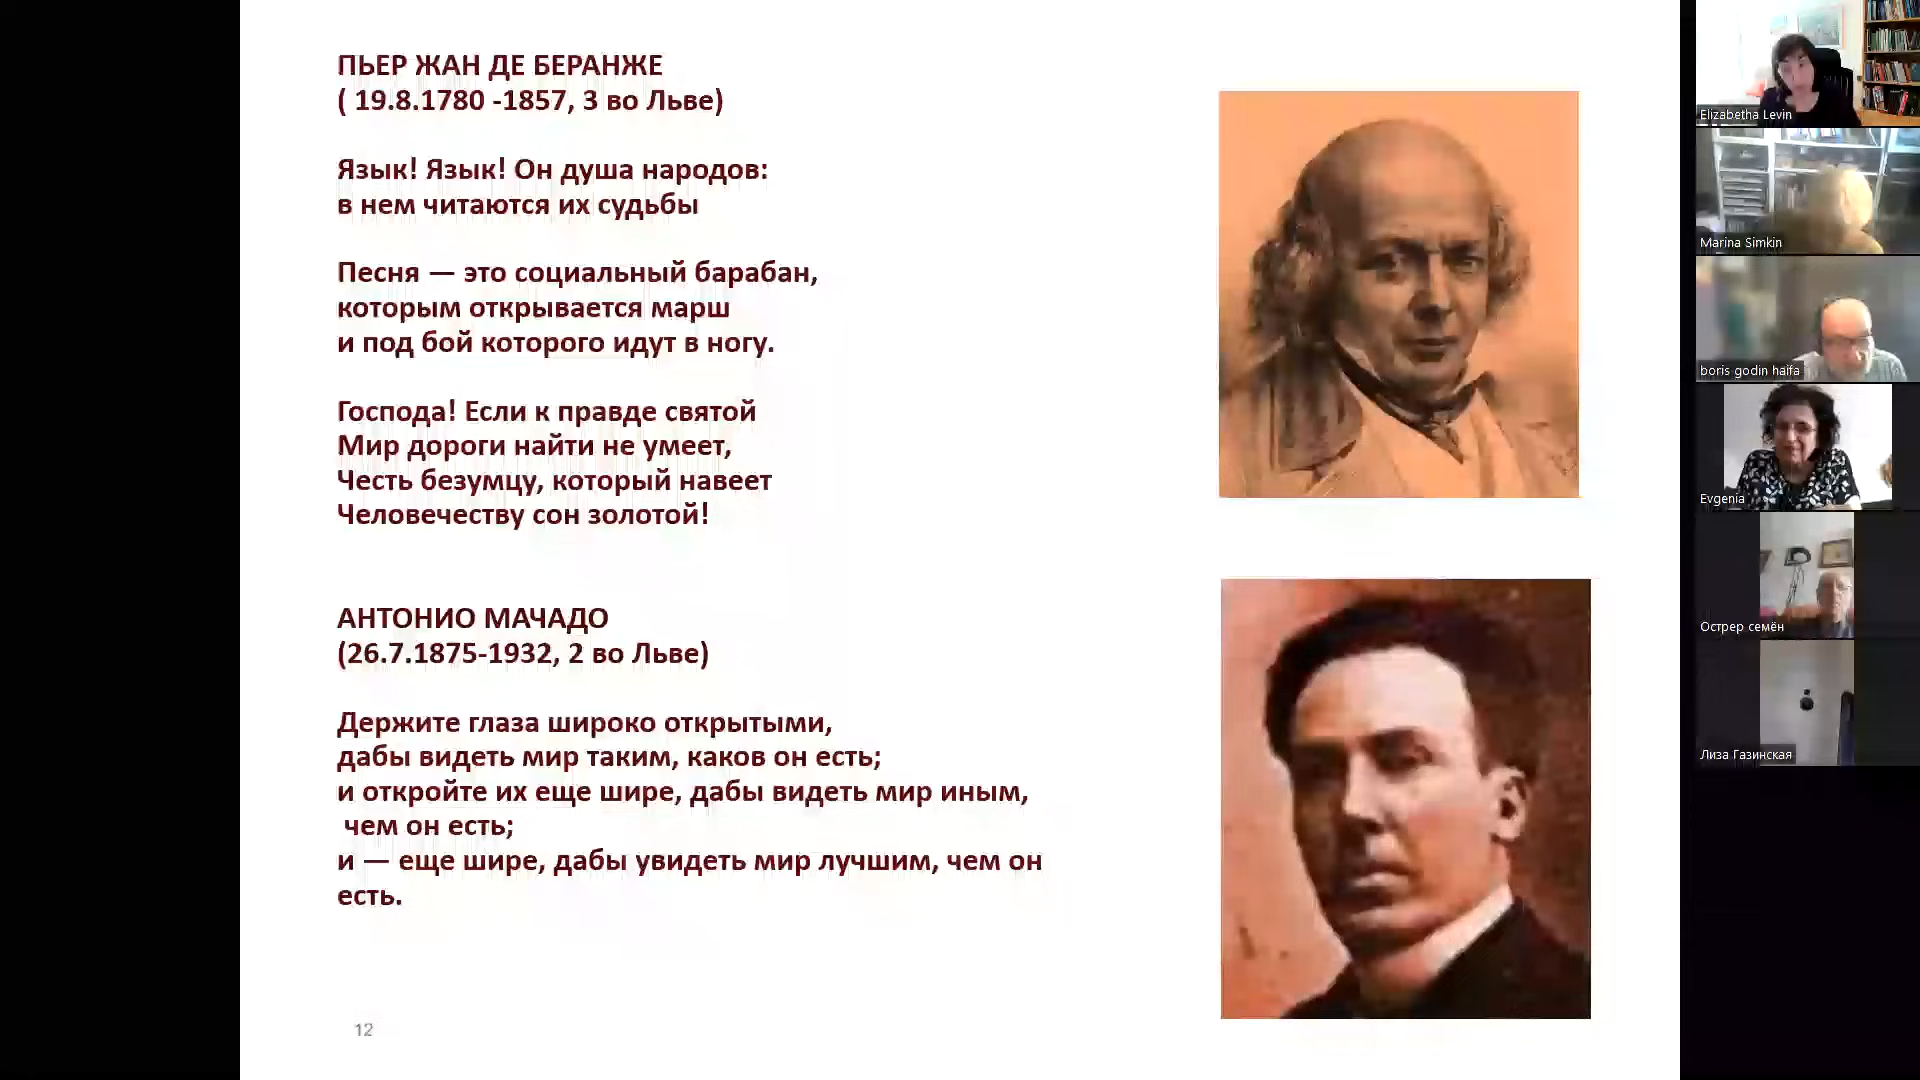 ПЬЕР ЖАН ДЕ БЕРАНЖЕ
( 19.8.1780 -1857, 3 во Льве)
Язык! Язык! Он душа народов:
в нем читаются их судьбы
Песня — это социальный барабан,
которым открывается марш
и под бой которого идут в ногу.
Господа! Если к правде святой
Мир дороги найти не умеет,
Честь безумцу, который навеет
Человечеству сон золотой!
АНТОНИО МАЧАДО
(26.7.1875-1932, 2 во Льве)
Держите глаза широко открытыми,
дабы видеть мир таким, каков он есть;
и откройте их еще шире, дабы видеть мир иным,
чем он есть;
и — еще шире, дабы увидеть мир лучшим, чем он
есть.
12
Elizabetha Levin
Marina Simkin
boris godin haifa
Evgenia
Острер семён
Лиза Газинская